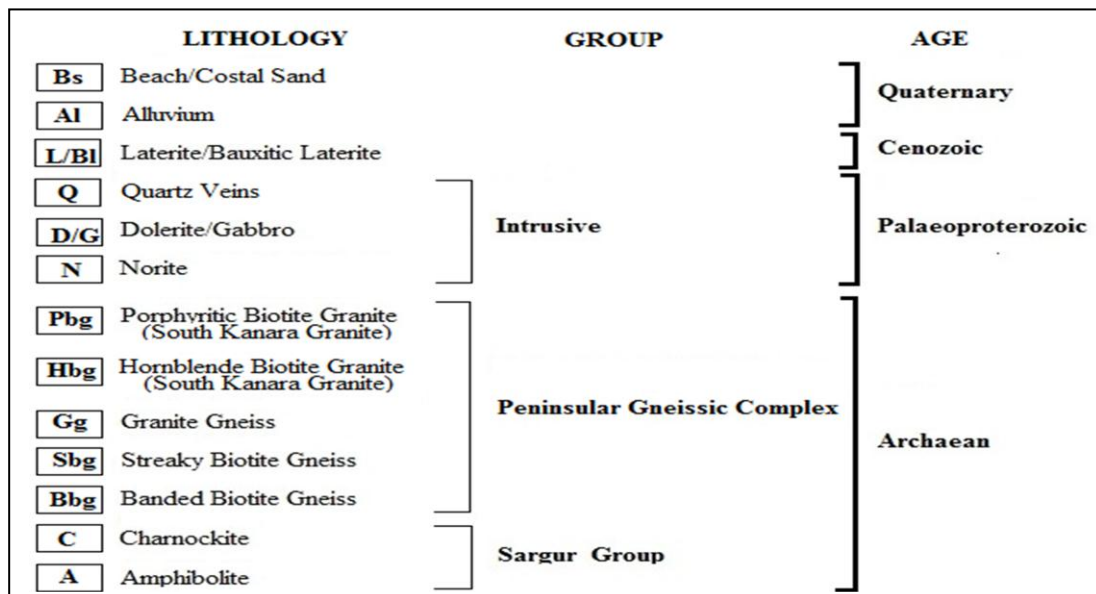 LITHOLOGY GROUP AGE
Bs Beach/Costal Sand
Quaternary
Al Alluvium
L/Bl Laterite/Bauxitic Laterite Cenozoic
Q Quartz Veins
D/G Dolerite/Gabbro Intrusive Palaeoproterozoic
N Norite
Pbg Porphyritic Biotite Granite
(South Kanara Granite)
Hbg Hornblende Biotite Granite
(South Kanara Granite)
Peninsular Gneissic Complex
Gg Granite Gneiss
Archaean
Sbg Streaky Biotite Gneiss
Bbg Banded Biotite Gneiss
C Charnockite
Sargur Group
A Amphibolite